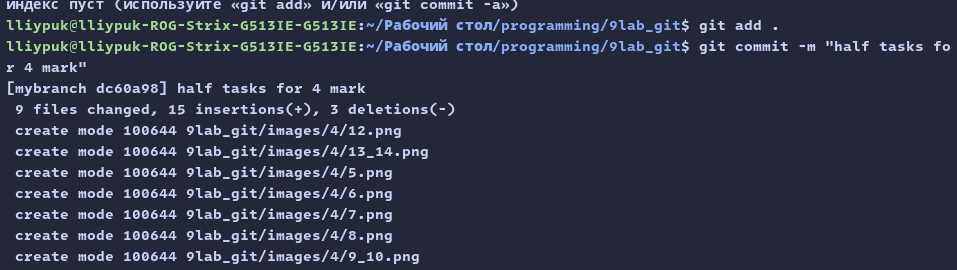 индекс пуст (используйте «git add» и/или «git commit -a»)
lliypuk@lliypuk-ROG-Strix-G513IE-G513IE:~/Рабочий стол/programming/9lab_git$ git add .
lliypuk@lliypuk-ROG-Strix-G513IE-G513IE:~/Рабочий стол/programming/9lab_git$ git commit -m "half tasks fo
r 4 mark"
[mybranch dc60a98] half tasks for 4 mark
 9 files changed, 15 insertions(+), 3 deletions(-)
 create mode 100644 9lab_git/images/4/12.png
 create mode 100644 9lab_git/images/4/13_14.png
 create mode 100644 9lab_git/images/4/5.png
 create mode 100644 9lab_git/images/4/6.png
 create mode 100644 9lab_git/images/4/7.png
 create mode 100644 9lab_git/images/4/8.png
 create mode 100644 9lab_git/images/4/9_10.png